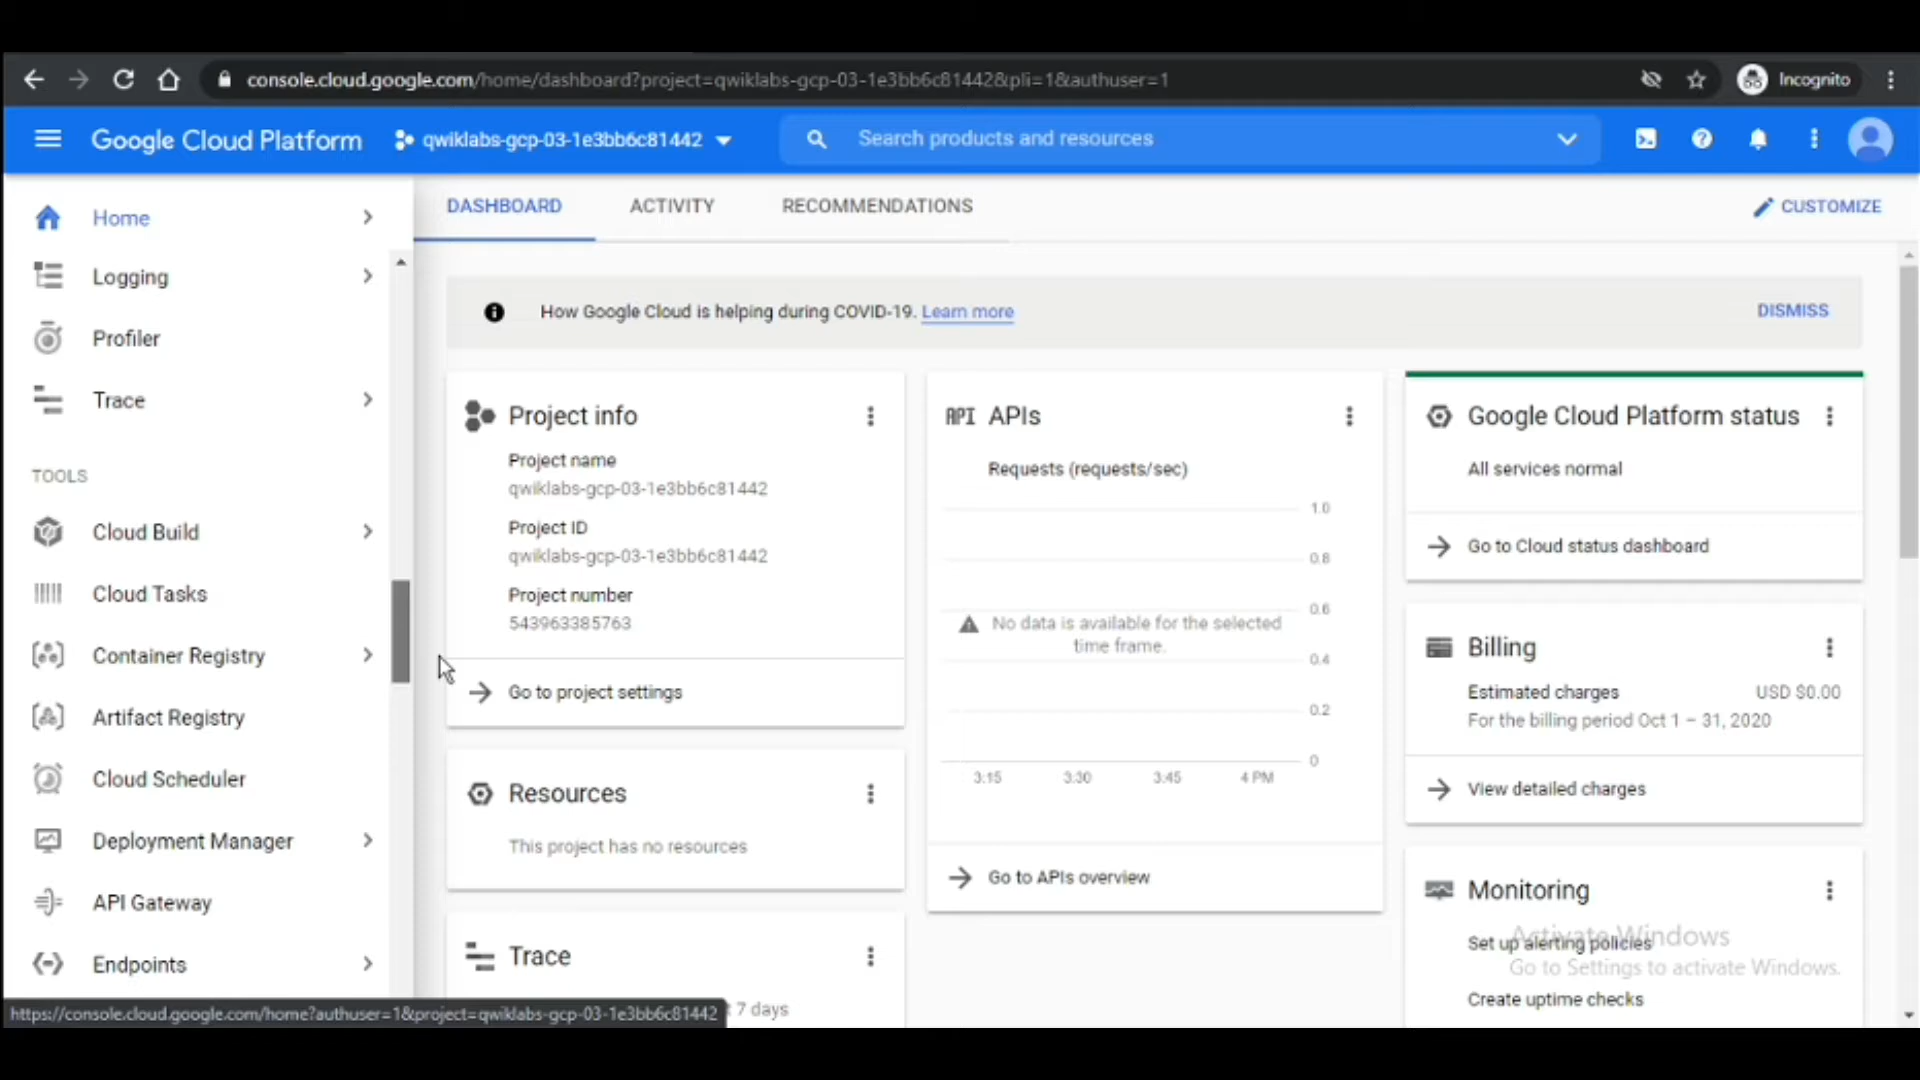 console.cloud.google.com/home/dashboard?project=qwiklabs-gcp-03-1e3bb6c81442&pli=1&authuser=1
Incognito
Google Cloud Platform
qwiklabs-gcp-03-1e3bb6c81442
Search products and resources
Home
Logging
Profiler
Trace
TOOLS
Cloud Build
Cloud Tasks
Container Registry
Artifact Registry
Cloud Scheduler
Deployment Manager
API Gateway
Endpoints
DASHBOARD
ACTIVITY
RECOMMENDATIONS
CUSTOMIZE
How Google Cloud is helping during COVID-19. Learn more
DISMISS
Project info
Project name
qwiklabs-gcp-03-1e3bb6c81442
Project ID
qwiklabs-gcp-03-1e3bb6c81442
Project number
543963385763
Go to project settings
Resources
This project has no resources
Trace
7 days
API APIs
Requests (requests/sec)
1.0
0.8
0.6
0.4
0.2
0
No data is available for the selected
time frame.
3:15 3:30 3:45 4 PM
Go to APIs overview
Google Cloud Platform status
All services normal
Go to Cloud status dashboard
Billing
Estimated charges USD $0.00
For the billing period Oct 1 – 31, 2020
View detailed charges
Monitoring
Set up alerting policies
Create uptime checks
Activate Windows
Go to Settings to activate Windows.
https://console.cloud.google.com/home?authuser=1&project=qwiklabs-gcp-03-1e3bb6c81442